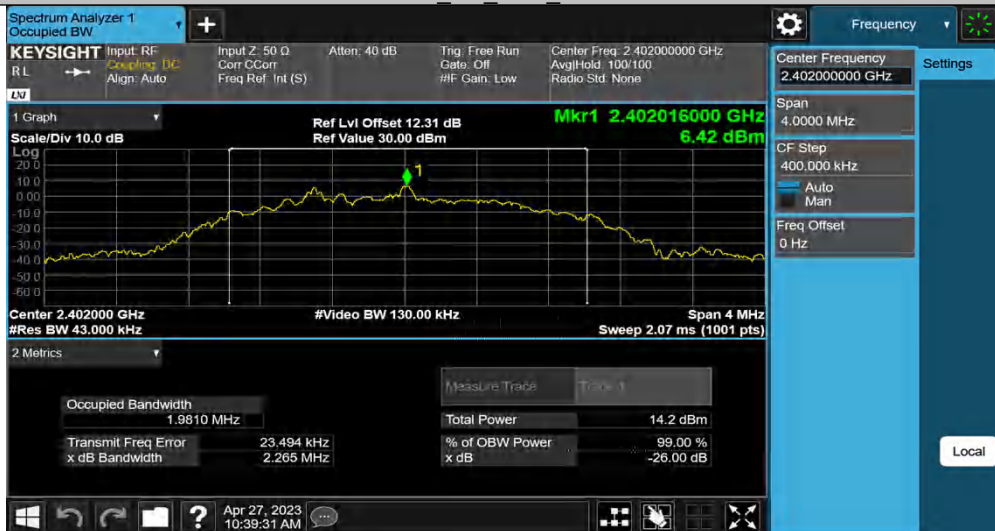 Spectrum Analyzer 1
Occupied BW
+
Frequency
KEYSIGHT
RL
LXI
Input: RF
Coupling: DC
Align: Auto
Input Z: 50 Ω
Corr CCorr
Freq Ref: Int (S)
Atten: 40 dB
Trig: Free Run
Gate: Off
#IF Gain: Low
Center Freq: 2.402000000 GHz
Avg|Hold: 100/100
Radio Std: None
Center Frequency
2.402000000 GHz
Settings
Span
4.0000 MHz
CF Step
400.000 kHz
Auto
Man
Freq Offset
0 Hz
1 Graph
Scale/Div 10.0 dB
Ref Lvl Offset 12.31 dB
Ref Value 30.00 dBm
Mkr1 2.402016000 GHz
6.42 dBm
Log
20.0
10.0
0.00
-10.0
-20.0
-30.0
-40.0
-50.0
-60.0
1
Center 2.402000 GHz
#Res BW 43.000 kHz
#Video BW 130.00 kHz
Span 4 MHz
Sweep 2.07 ms (1001 pts)
2 Metrics
Measure Trace
Trace 1
Occupied Bandwidth
1.9810 MHz
Total Power 14.2 dBm
Transmit Freq Error 23.494 kHz
% of OBW Power 99.00 %
x dB Bandwidth 2.265 MHz
x dB -26.00 dB
Local
?
Apr 27, 2023
10:39:31 AM